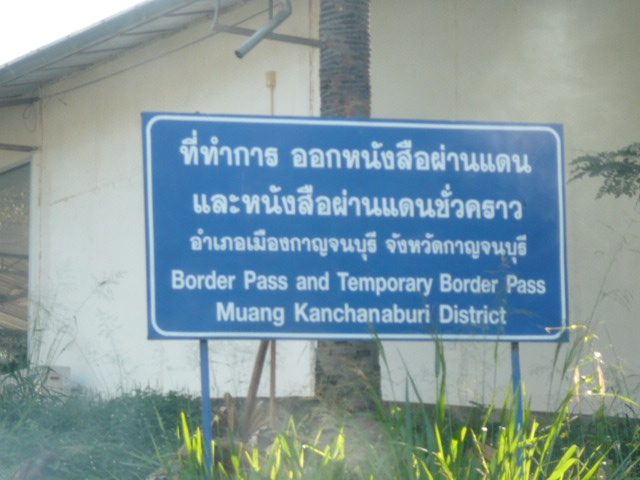 ที่ทำการ ออกหนังสือผ่านแดน
และหนังสือผ่านแดนชั่วคราว
อำเภอเมืองกาญจนบุรี จังหวัดกาญจนบุรี
Border Pass and Temporary Border Pass
Muang Kanchanaburi District